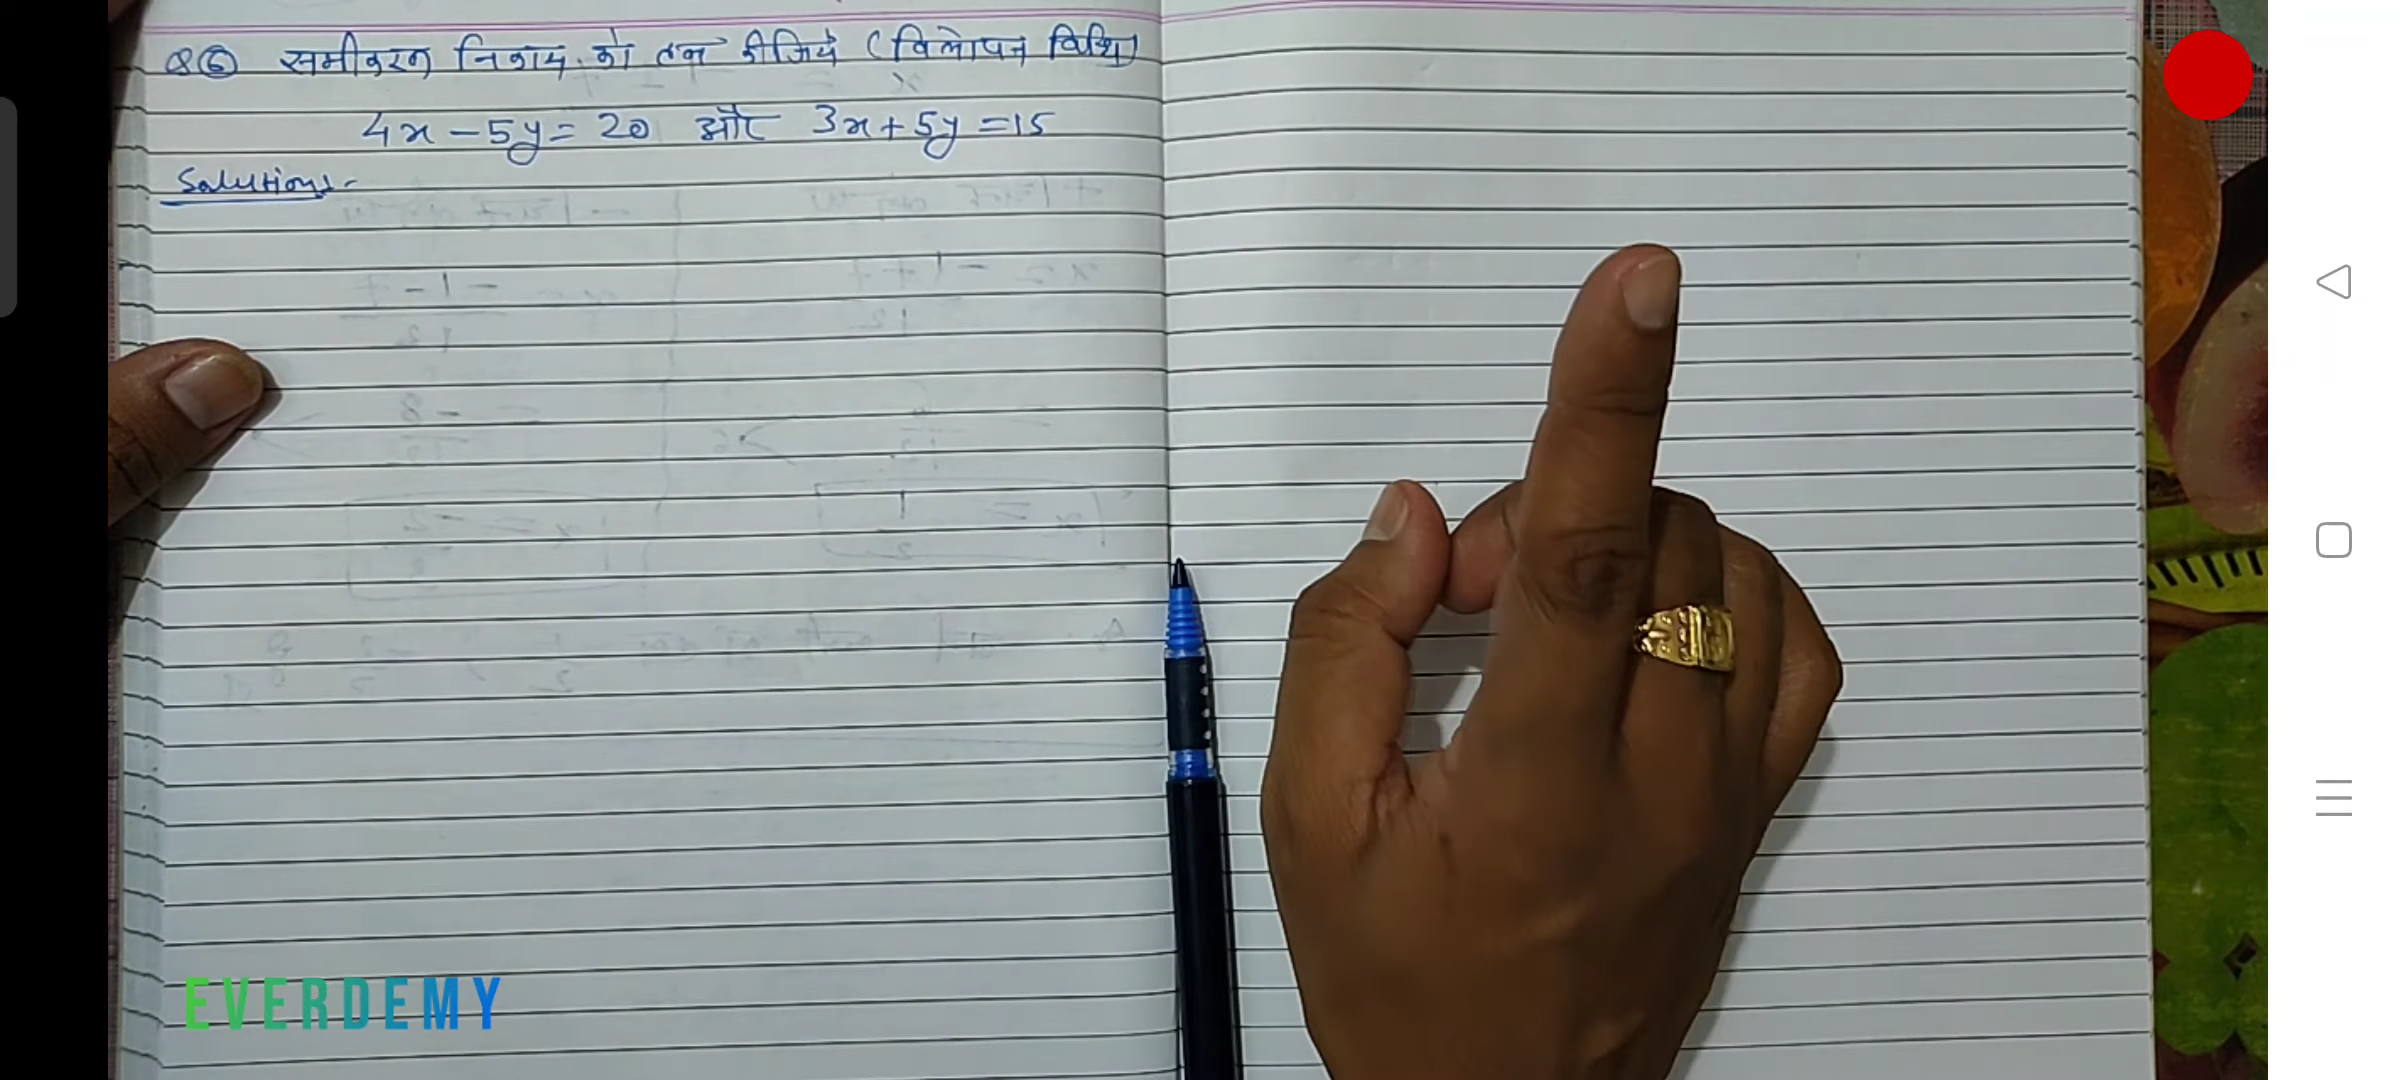 Q⑥ समीकरण निकाय को हल कीजिये (विलोपन विधि)
4x - 5y = 20 और 3x + 5y = 15
Solution:-
EVERDEMY